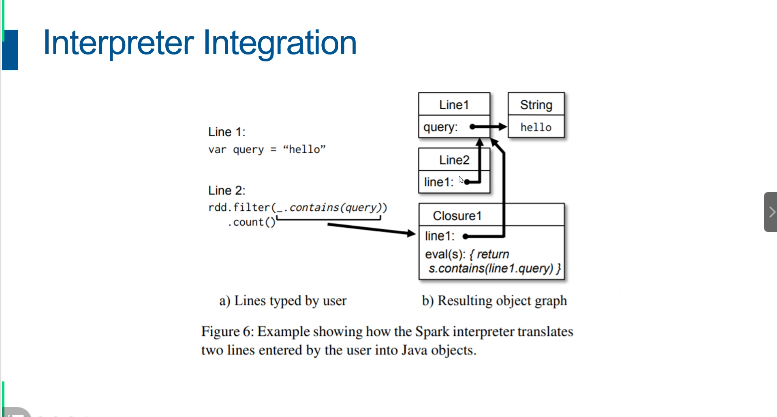 Interpreter Integration
Line 1:
var query = “hello”
Line 2:
rdd.filter(_.contains(query))
.count()
Line1
query:
String
hello
Line2
line1:
Closure1
line1:
eval(s): { return
s.contains(line1.query) }
a) Lines typed by user
b) Resulting object graph
Figure 6: Example showing how the Spark interpreter translates
two lines entered by the user into Java objects.